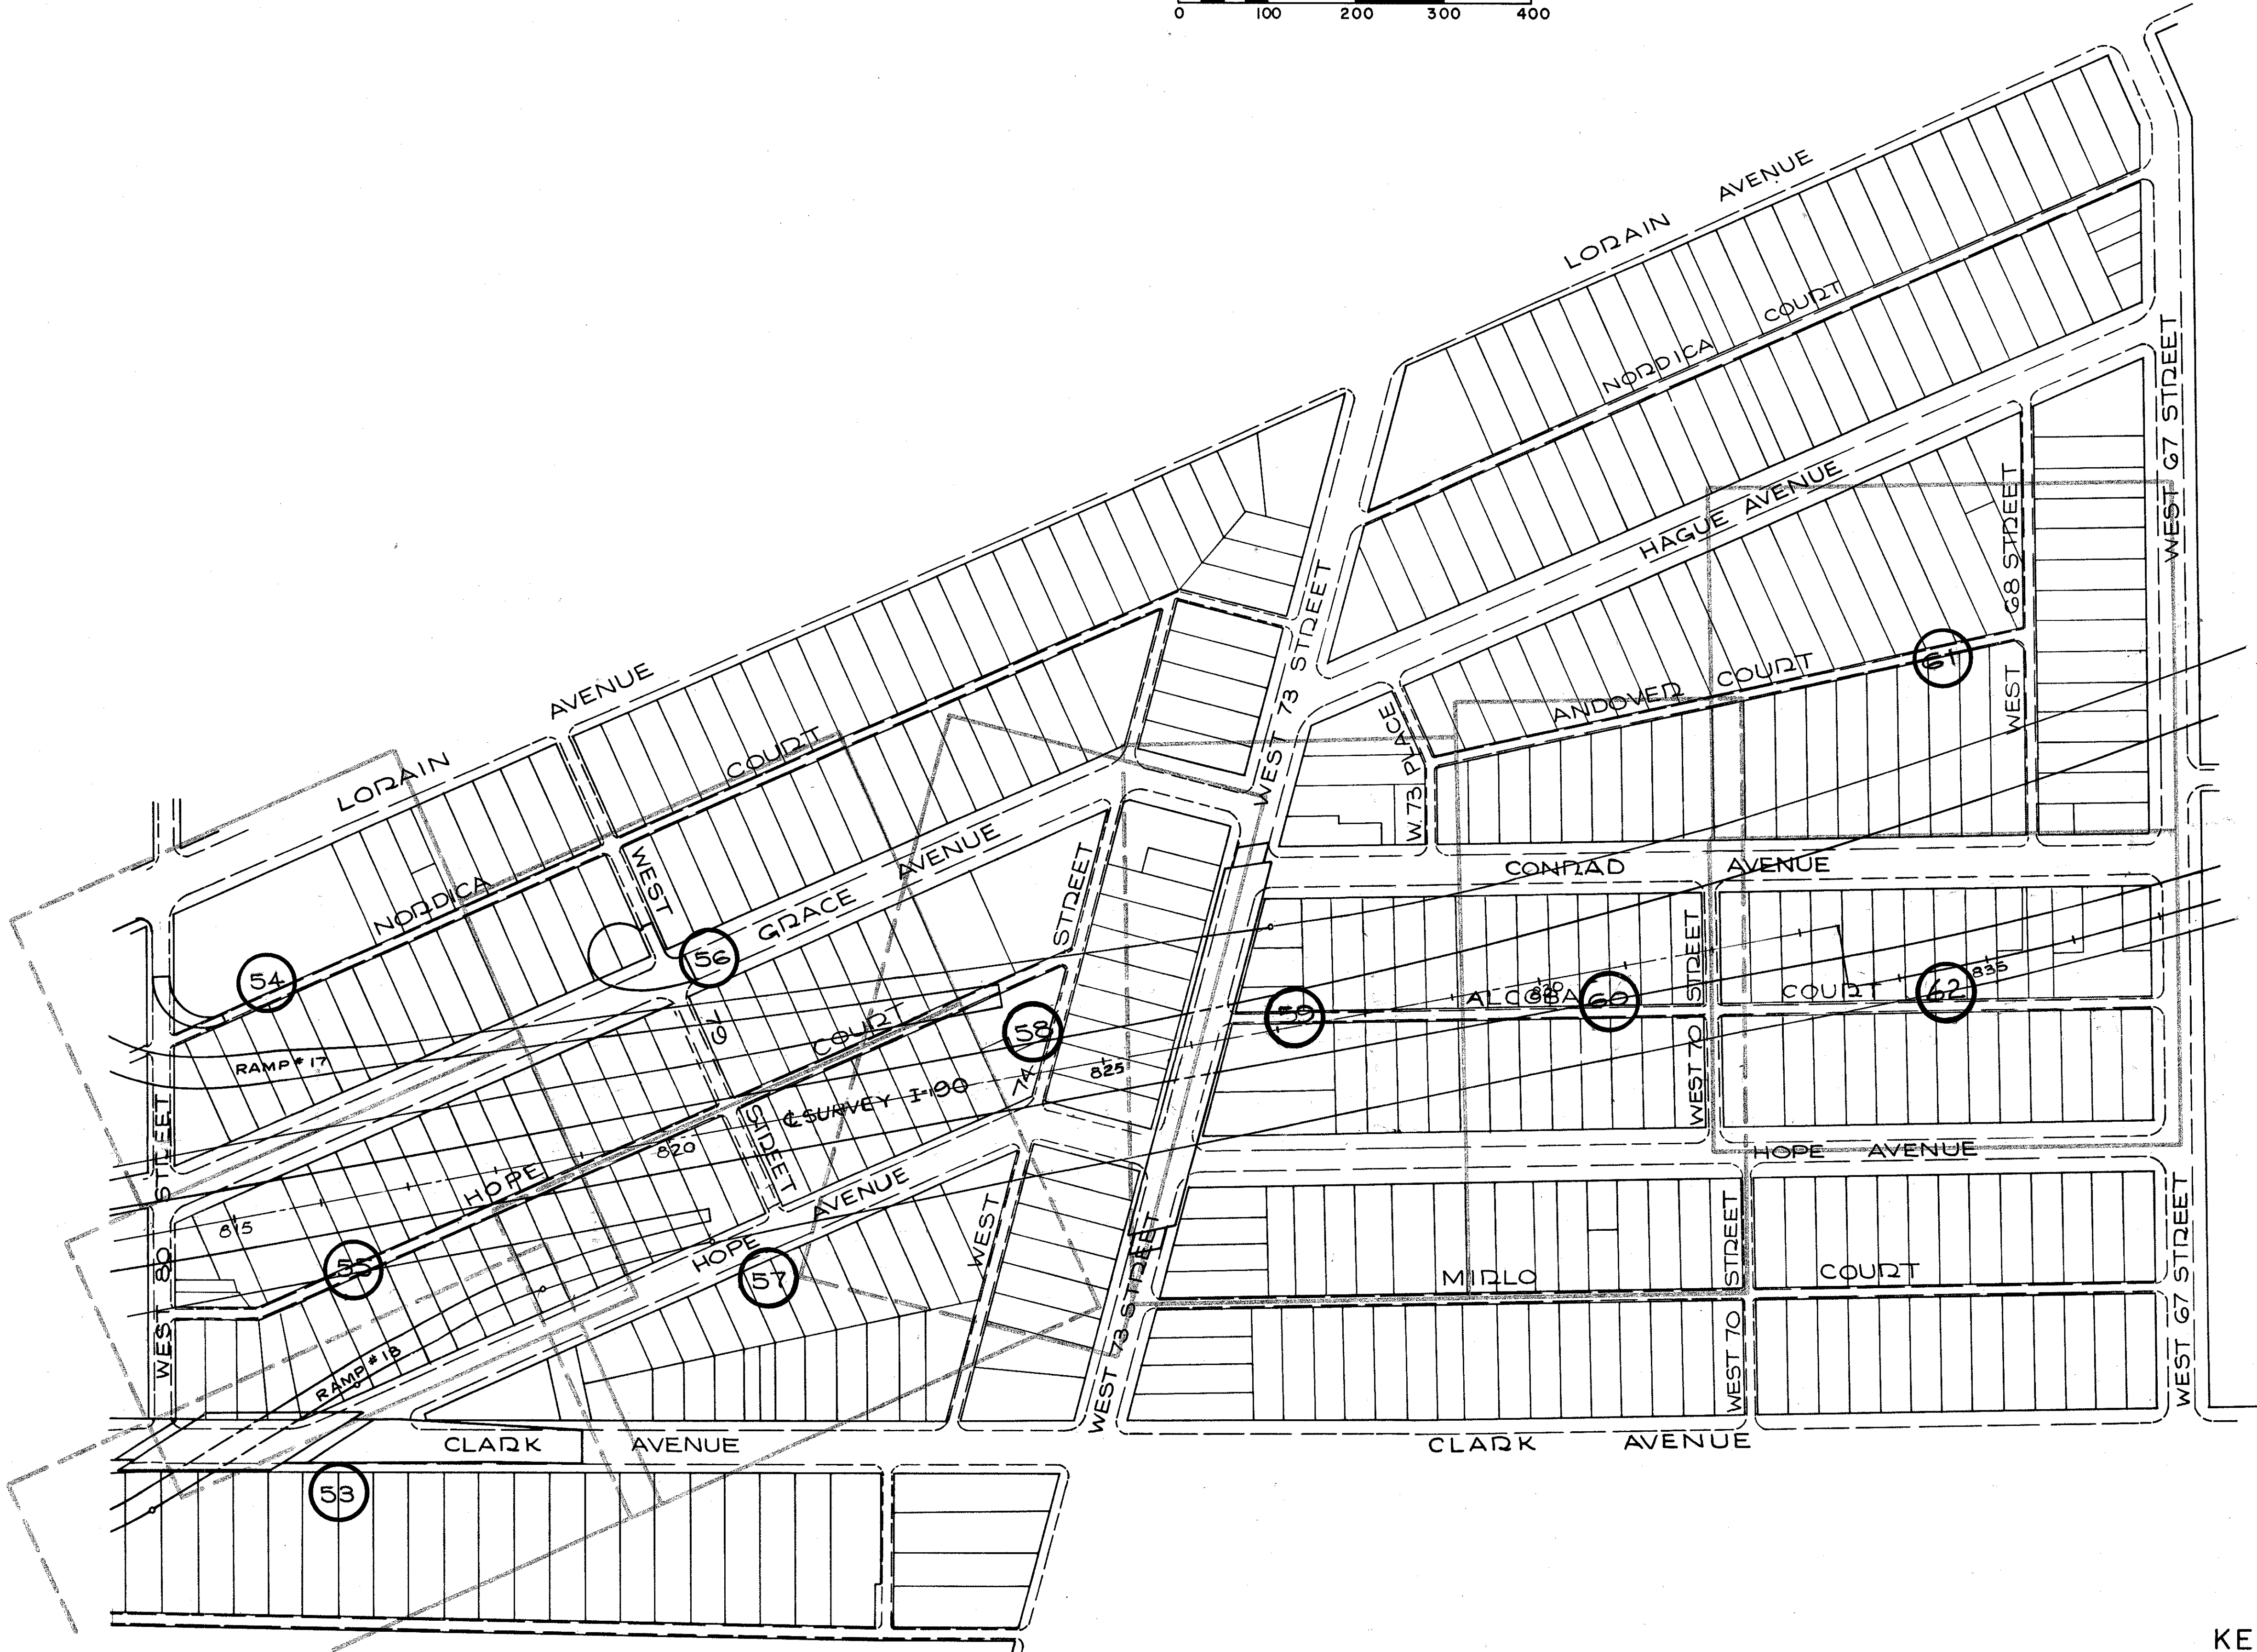 0 100 200 300 400
LORAIN AVENUE
NORDICA COURT
HAGUE AVENUE
WEST 67 STREET
WEST 68 STREET
61
ANDOVER COURT
W. 73 PLACE
WEST 73 STREET
LORAIN AVENUE
NORDICA COURT
WEST 76 STREET
GRACE AVENUE
54
56
RAMP #17
WEST 80 STREET
HOPE COURT
58
WEST 74 STREET
℄ SURVEY I-90
815
820
825
830
835
CONRAD AVENUE
59
ALCOBA COURT
60
62
WEST 70 STREET
HOPE AVENUE
55
HOPE AVENUE
57
RAMP #18
MIRLO COURT
WEST 70 STREET
WEST 73 STREET
WEST 67 STREET
CLARK AVENUE
CLARK AVENUE
53
KE